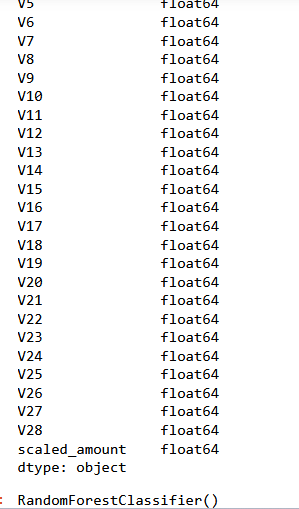 V5 float64
V6 float64
V7 float64
V8 float64
V9 float64
V10 float64
V11 float64
V12 float64
V13 float64
V14 float64
V15 float64
V16 float64
V17 float64
V18 float64
V19 float64
V20 float64
V21 float64
V22 float64
V23 float64
V24 float64
V25 float64
V26 float64
V27 float64
V28 float64
scaled_amount float64
dtype: object
: RandomForestClassifier()